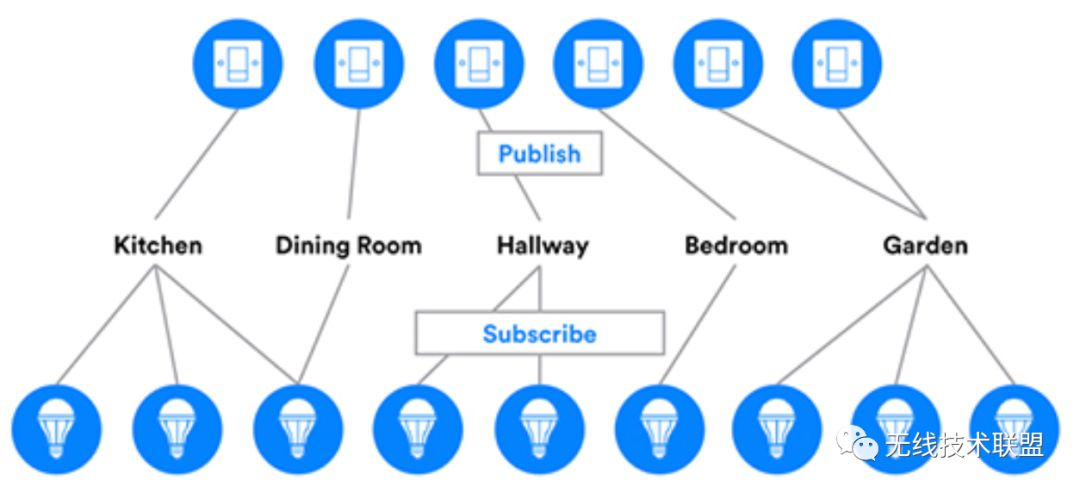 Publish
Kitchen
Dining Room
Hallway
Bedroom
Garden
Subscribe
无线技术联盟